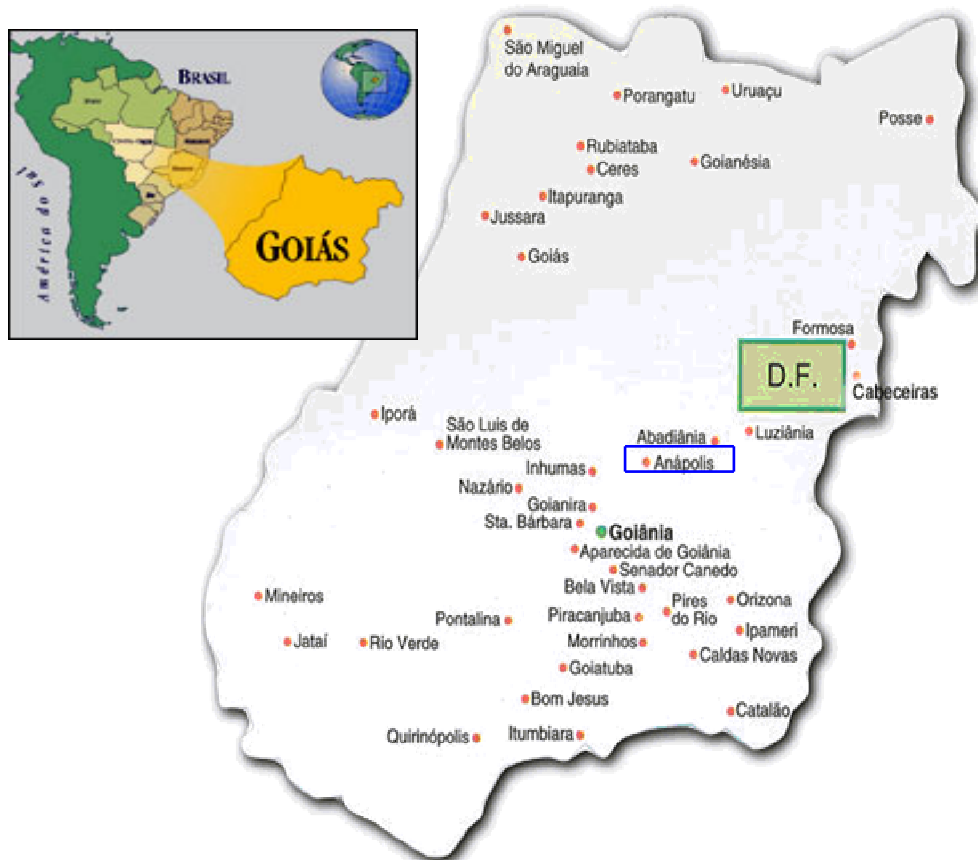 BRASIL
América do Sul
GOIÁS
São Miguel
do Araguaia
Porangatu
Uruaçu
Posse
Rubiataba
Ceres
Goianésia
Itapuranga
Jussara
Goiás
Formosa
D.F.
Cabeceiras
Iporá
São Luis de
Montes Belos
Abadiânia
Luziânia
Anápolis
Inhumas
Nazário
Goianira
Sta. Bárbara
Goiânia
Aparecida de Goiânia
Senador Canedo
Bela Vista
Mineiros
Orizona
Pires
do Rio
Pontalina
Piracanjuba
Ipameri
Jataí
Rio Verde
Morrinhos
Caldas Novas
Goiatuba
Bom Jesus
Catalão
Quirinópolis
Itumbiara